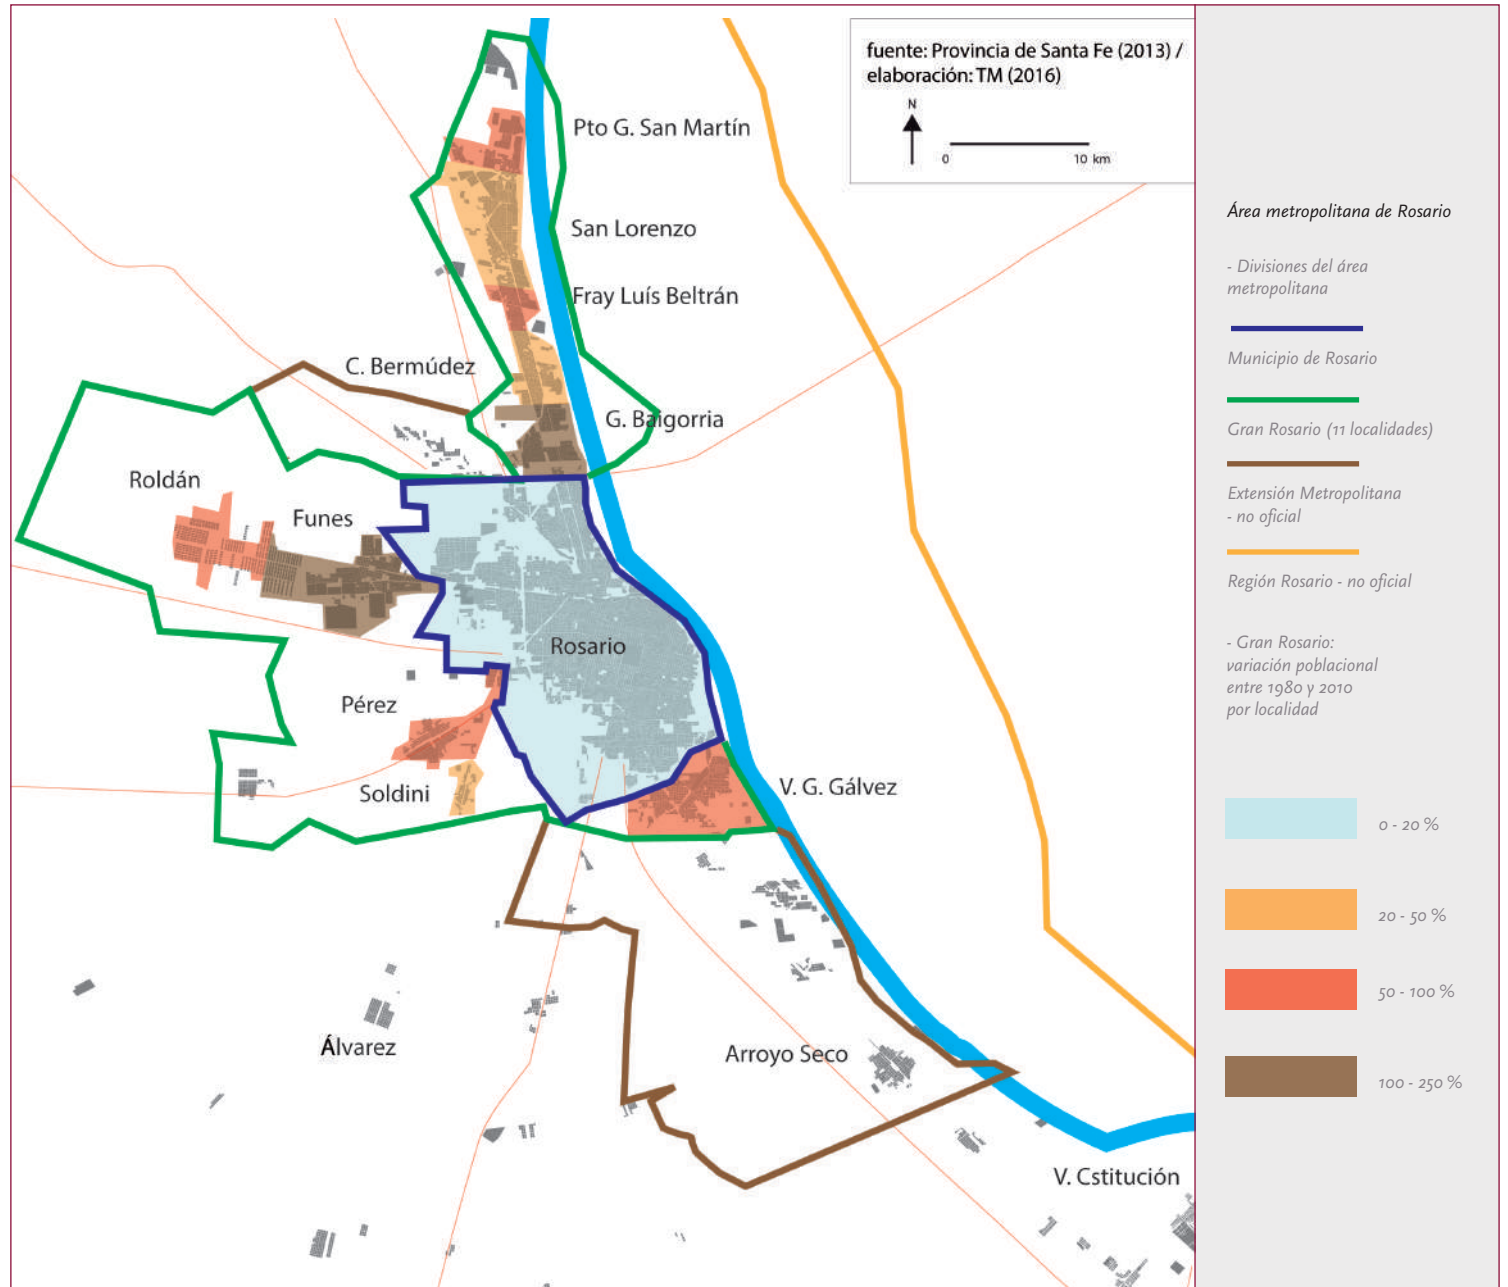 fuente: Provincia de Santa Fe (2013) /
elaboración: TM (2016)
N
0
10 km
Pto G. San Martín
San Lorenzo
Fray Luís Beltrán
C. Bermúdez
G. Baigorria
Roldán
Funes
Rosario
Pérez
Soldini
V. G. Gálvez
Álvarez
Arroyo Seco
V. Cstitución
Área metropolitana de Rosario
- Divisiones del área
metropolitana
Municipio de Rosario
Gran Rosario (11 localidades)
Extensión Metropolitana
- no oficial
Región Rosario - no oficial
- Gran Rosario:
variación poblacional
entre 1980 y 2010
por localidad
0 - 20 %
20 - 50 %
50 - 100 %
100 - 250 %